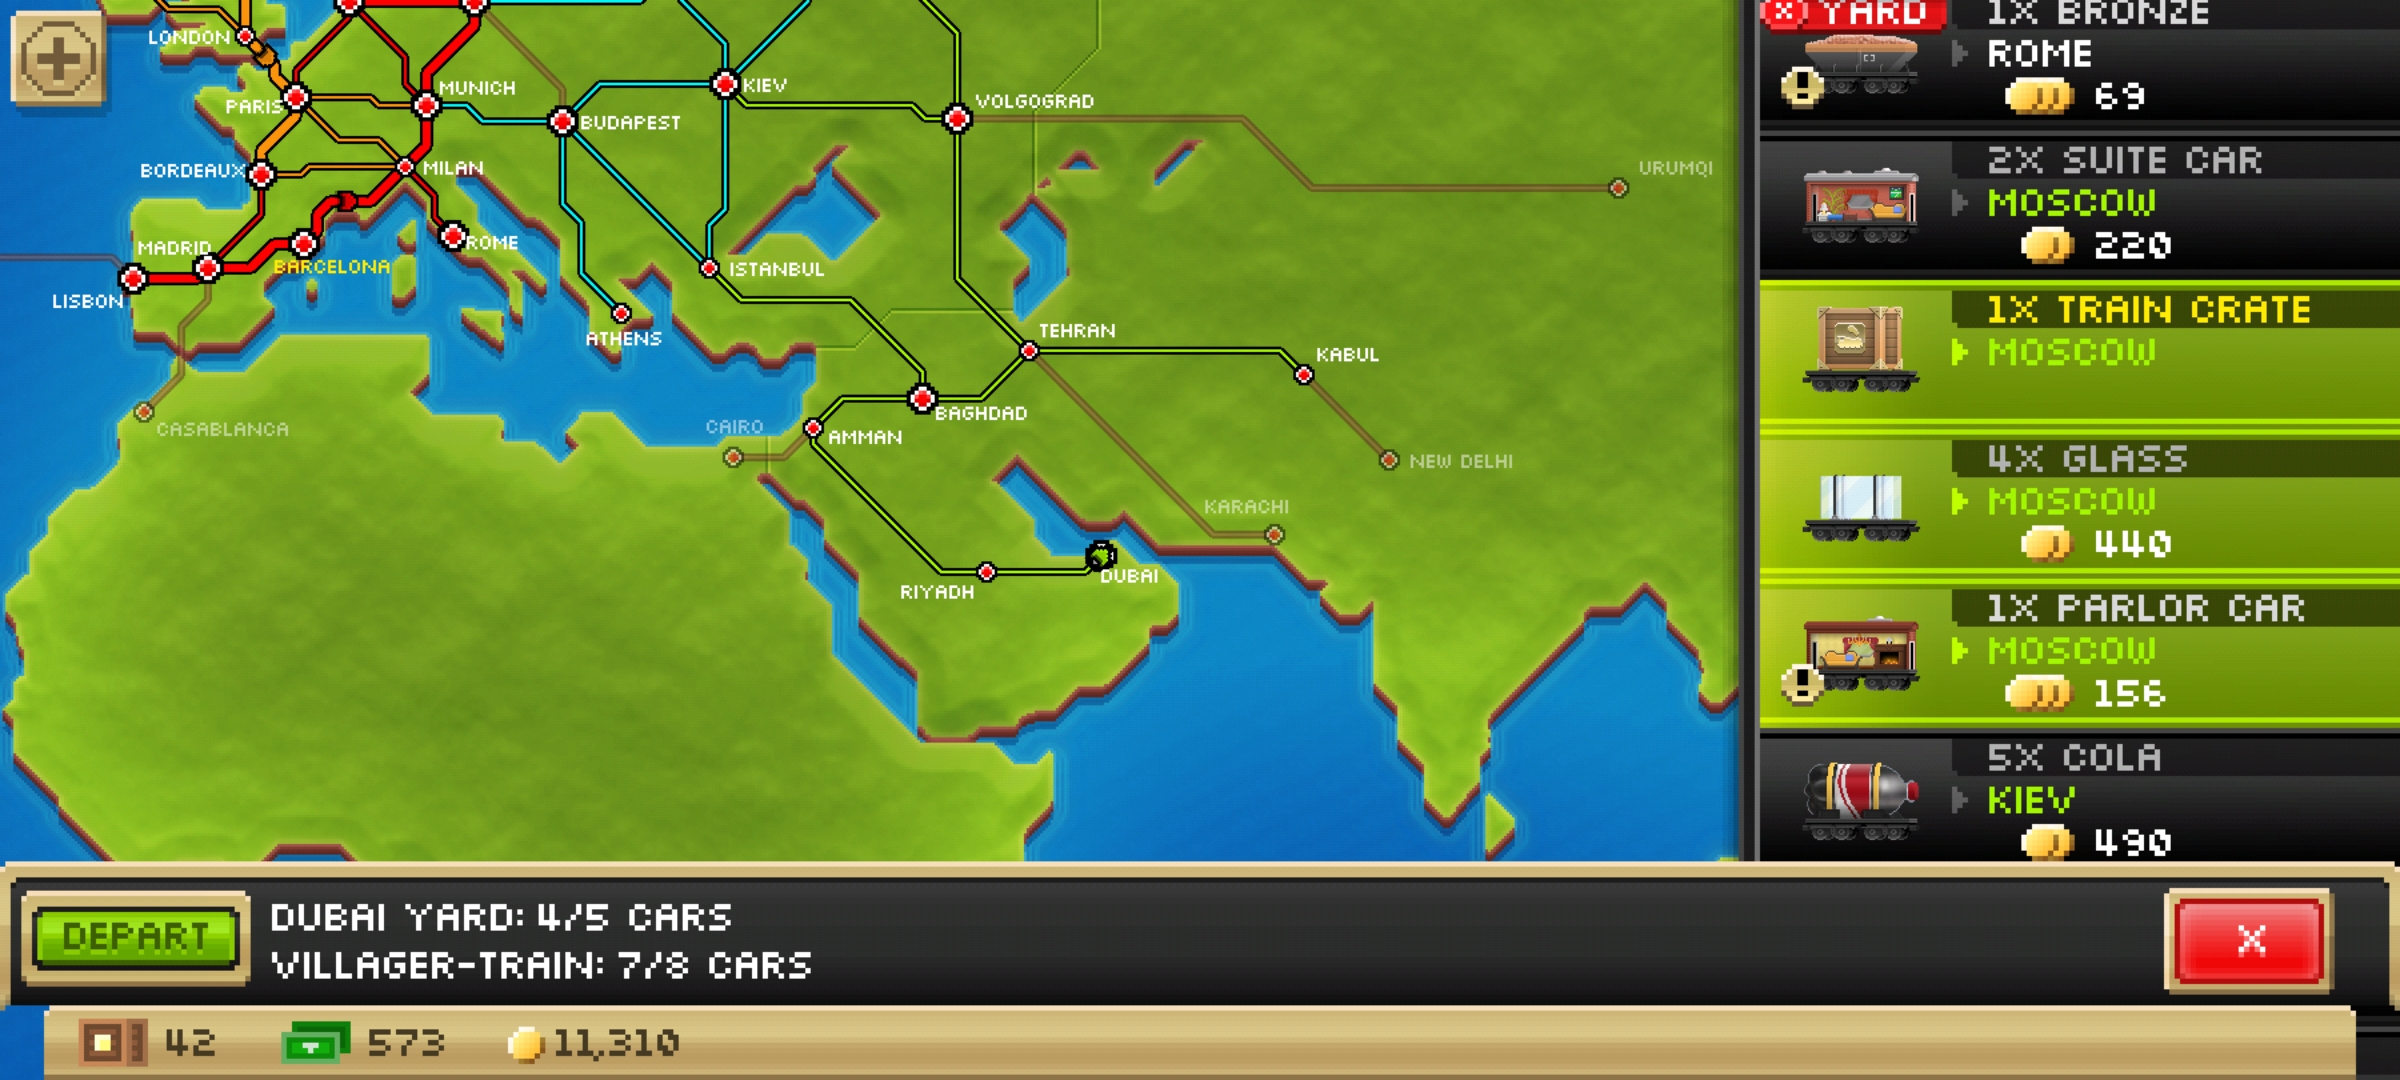 LONDON
PARIS
MUNICH
KIEV
BUDAPEST
VOLGOGRAD
BORDEAUX
MILAN
URUMQI
MADRID
ROME
BARCELONA
LISBON
ISTANBUL
ATHENS
TEHRAN
KABUL
CASABLANCA
CAIRO
AMMAN
BAGHDAD
NEW DELHI
KARACHI
RIYADH
DUBAI
YARD
1X BRONZE
ROME
69
2X SUITE CAR
MOSCOW
220
1X TRAIN CRATE
MOSCOW
4X GLASS
MOSCOW
440
1X PARLOR CAR
MOSCOW
156
5X COLA
KIEV
490
DEPART
DUBAI YARD: 4/5 CARS
VILLAGER-TRAIN: 7/8 CARS
X
42
573
11,310